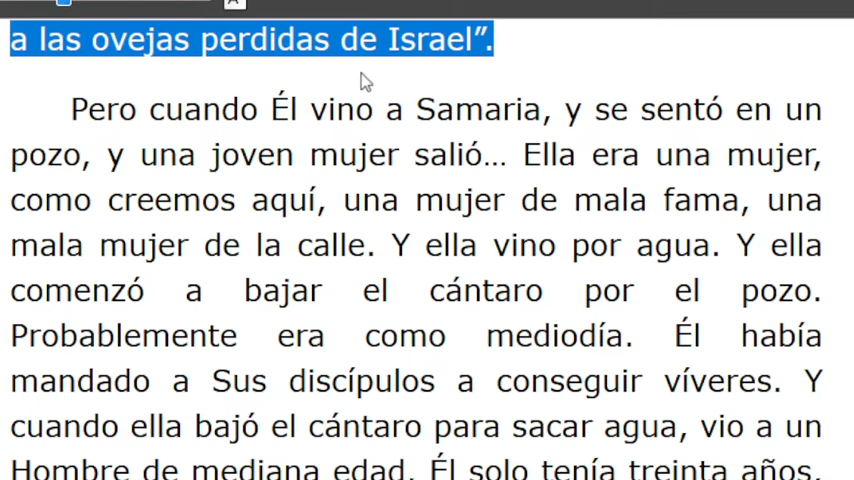 a las ovejas perdidas de Israel”.
Pero cuando Él vino a Samaria, y se sentó en un
pozo, y una joven mujer salió... Ella era una mujer,
como creemos aquí, una mujer de mala fama, una
mala mujer de la calle. Y ella vino por agua. Y ella
comenzó a bajar el cántaro por el pozo.
Probablemente era como mediodía. Él había
mandado a Sus discípulos a conseguir víveres. Y
cuando ella bajó el cántaro para sacar agua, vio a un
Hombre de mediana edad. Él solo tenía treinta años,